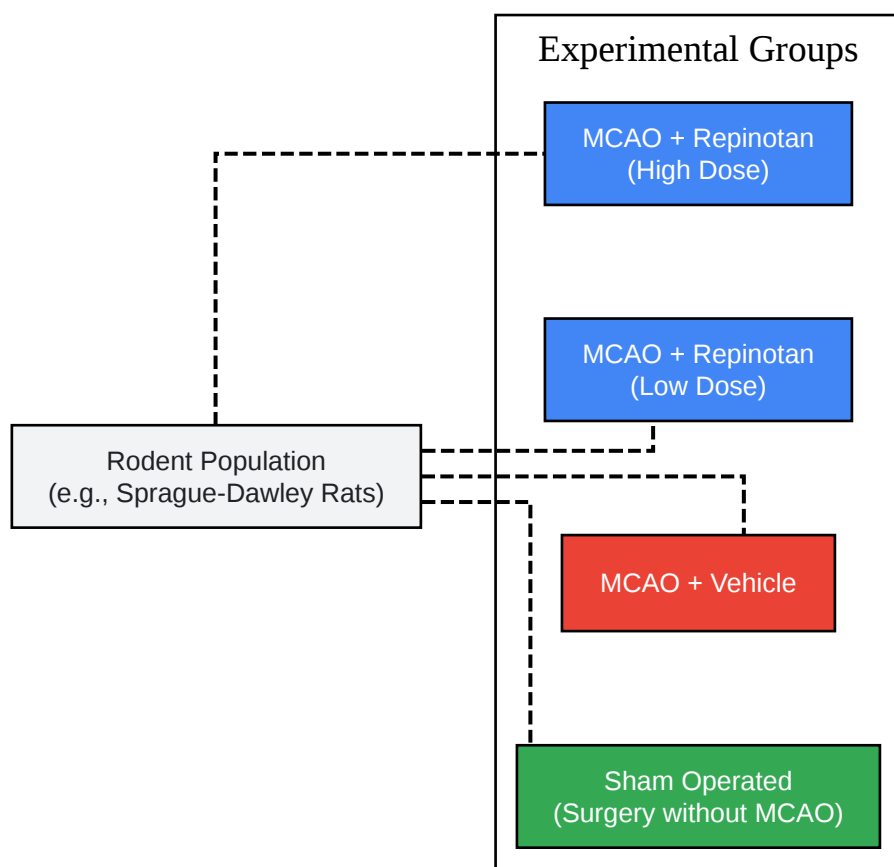 Experimental Groups
MCAO + Repinotan
(High Dose)
MCAO + Repinotan
(Low Dose)
Rodent Population
(e.g., Sprague-Dawley Rats)
MCAO + Vehicle
Sham Operated
(Surgery without MCAO)